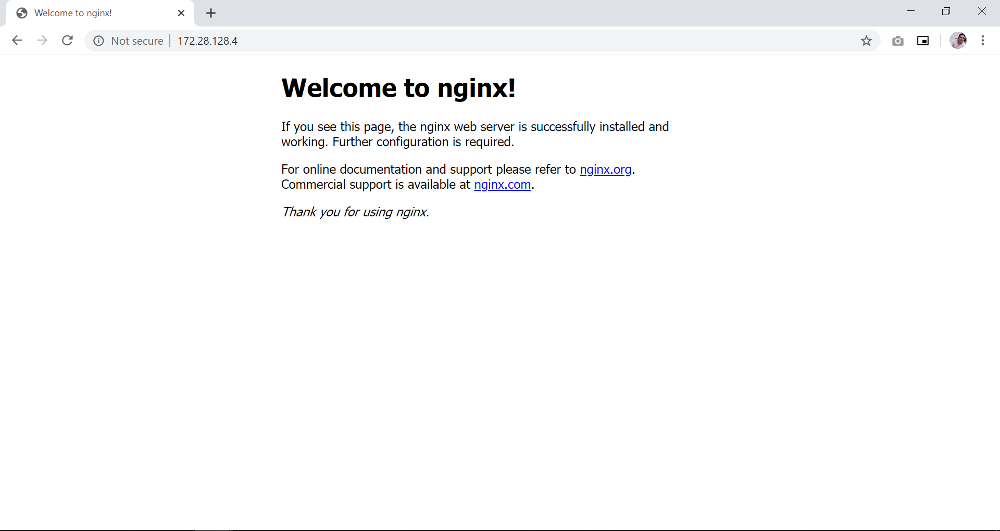 Welcome to nginx!
Not secure
172.28.128.4
Welcome to nginx!
If you see this page, the nginx web server is successfully installed and
working. Further configuration is required.
For online documentation and support please refer to nginx.org.
Commercial support is available at nginx.com.
Thank you for using nginx.